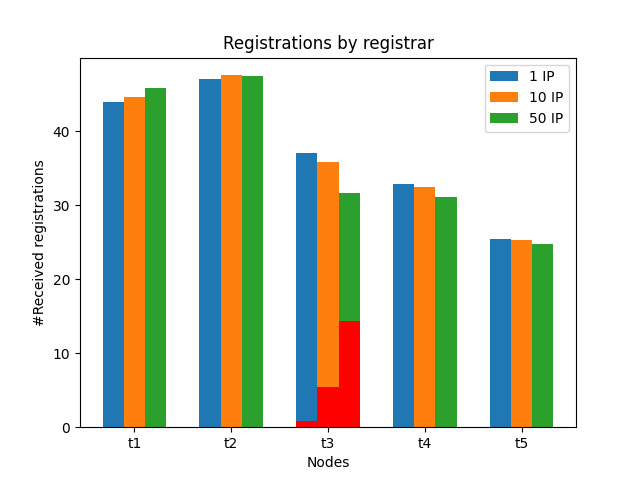 Registrations by registrar
1 IP
10 IP
50 IP
#Received registrations
40
30
20
10
0
t1 t2 t3 t4 t5
Nodes